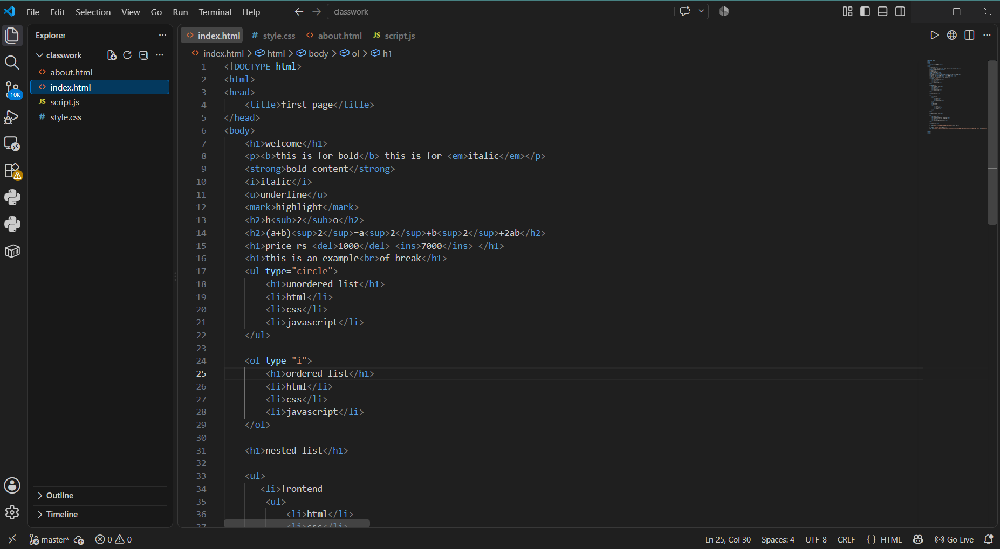 File Edit Selection View Go Run Terminal Help classwork
Explorer
classwork
about.html
index.html
script.js
style.css
Outline
Timeline
10K
index.html # style.css about.html JS script.js
index.html > html > body > ol > h1
1 <!DOCTYPE html>
2 <html>
3 <head>
4 <title>first page</title>
5 </head>
6 <body>
7 <h1>welcome</h1>
8 <p><b>this is for bold</b> this is for <em>italic</em></p>
9 <strong>bold content</strong>
10 <i>italic</i>
11 <u>underline</u>
12 <mark>highlight</mark>
13 <h2>h<sub>2</sub>o</h2>
14 <h2>(a+b)<sup>2</sup>=a<sup>2</sup>+b<sup>2</sup>+2ab</h2>
15 <h1>price rs <del>1000</del> <ins>7000</ins> </h1>
16 <h1>this is an example<br>of break</h1>
17 <ul type="circle">
18 <h1>unordered list</h1>
19 <li>html</li>
20 <li>css</li>
21 <li>javascript</li>
22 </ul>
23
24 <ol type="i">
25 <h1>ordered list</h1>
26 <li>html</li>
27 <li>css</li>
28 <li>javascript</li>
29 </ol>
30
31 <h1>nested list</h1>
32
33 <ul>
34 <li>frontend
35 <ul>
36 <li>html</li>
37 <li>css</li>
master* 0 0 Ln 25, Col 30 Spaces: 4 UTF-8 CRLF { } HTML Go Live